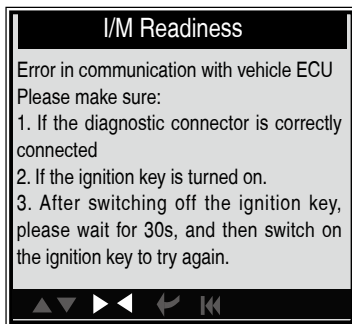 I/M Readiness
Error in communication with vehicle ECU
Please make sure:
1. If the diagnostic connector is correctly
connected
2. If the ignition key is turned on.
3. After switching off the ignition key,
please wait for 30s, and then switch on
the ignition key to try again.